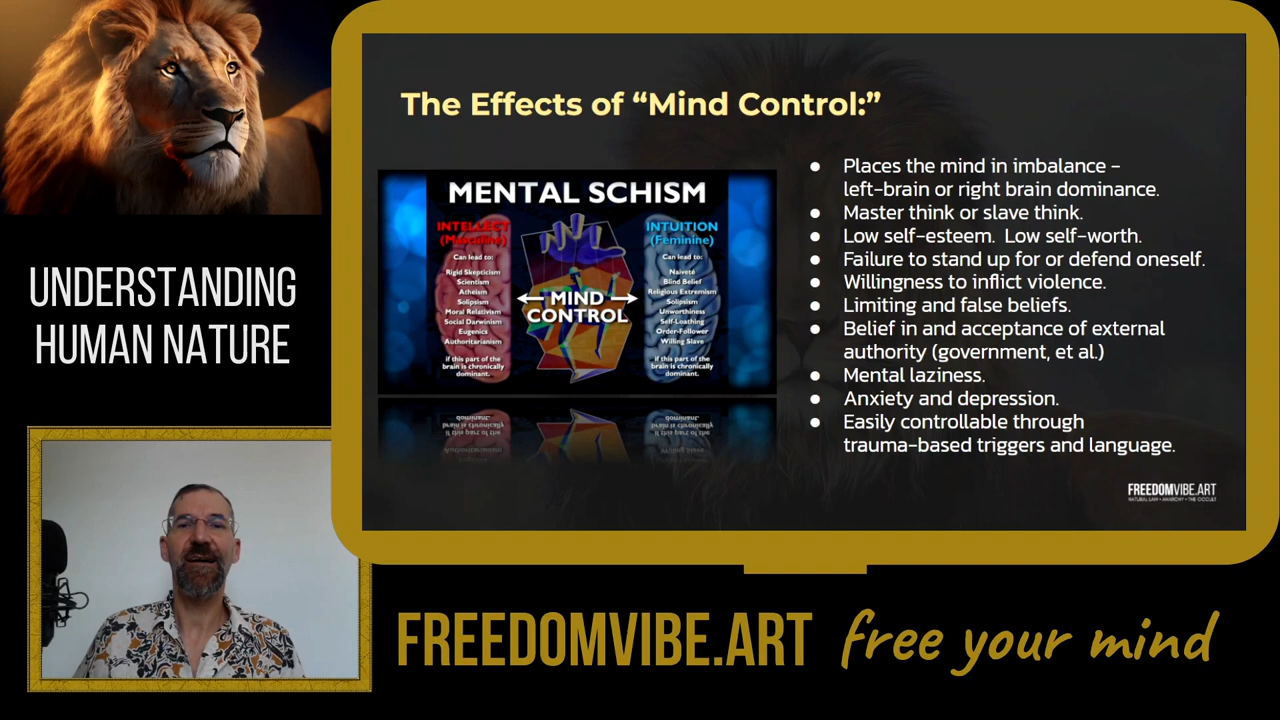 UNDERSTANDING
HUMAN NATURE
The Effects of “Mind Control:”
MENTAL SCHISM
INTELLECT
(Masculine)
Can lead to:
Rigid Skepticism
Scientism
Atheism
Solipsism
Moral Relativism
Social Darwinism
Eugenics
Authoritarianism
if this part of the
brain is chronically
dominant.
MIND
CONTROL
INTUITION
(Feminine)
Can lead to:
Naiveté
Blind Belief
Religious Extremism
Solipsism
Unworthiness
Self-Loathing
Order-Follower
Willing Slave
if this part of the
brain is chronically
dominant.
● Places the mind in imbalance –
left-brain or right brain dominance.
● Master think or slave think.
● Low self-esteem. Low self-worth.
● Failure to stand up for or defend oneself.
● Willingness to inflict violence.
● Limiting and false beliefs.
● Belief in and acceptance of external
authority (government, et al.)
● Mental laziness.
● Anxiety and depression.
● Easily controllable through
trauma-based triggers and language.
FREEDOMVIBE.ART
NATURAL LAW • ANARCHY • THE OCCULT
FREEDOMVIBE.ART free your mind